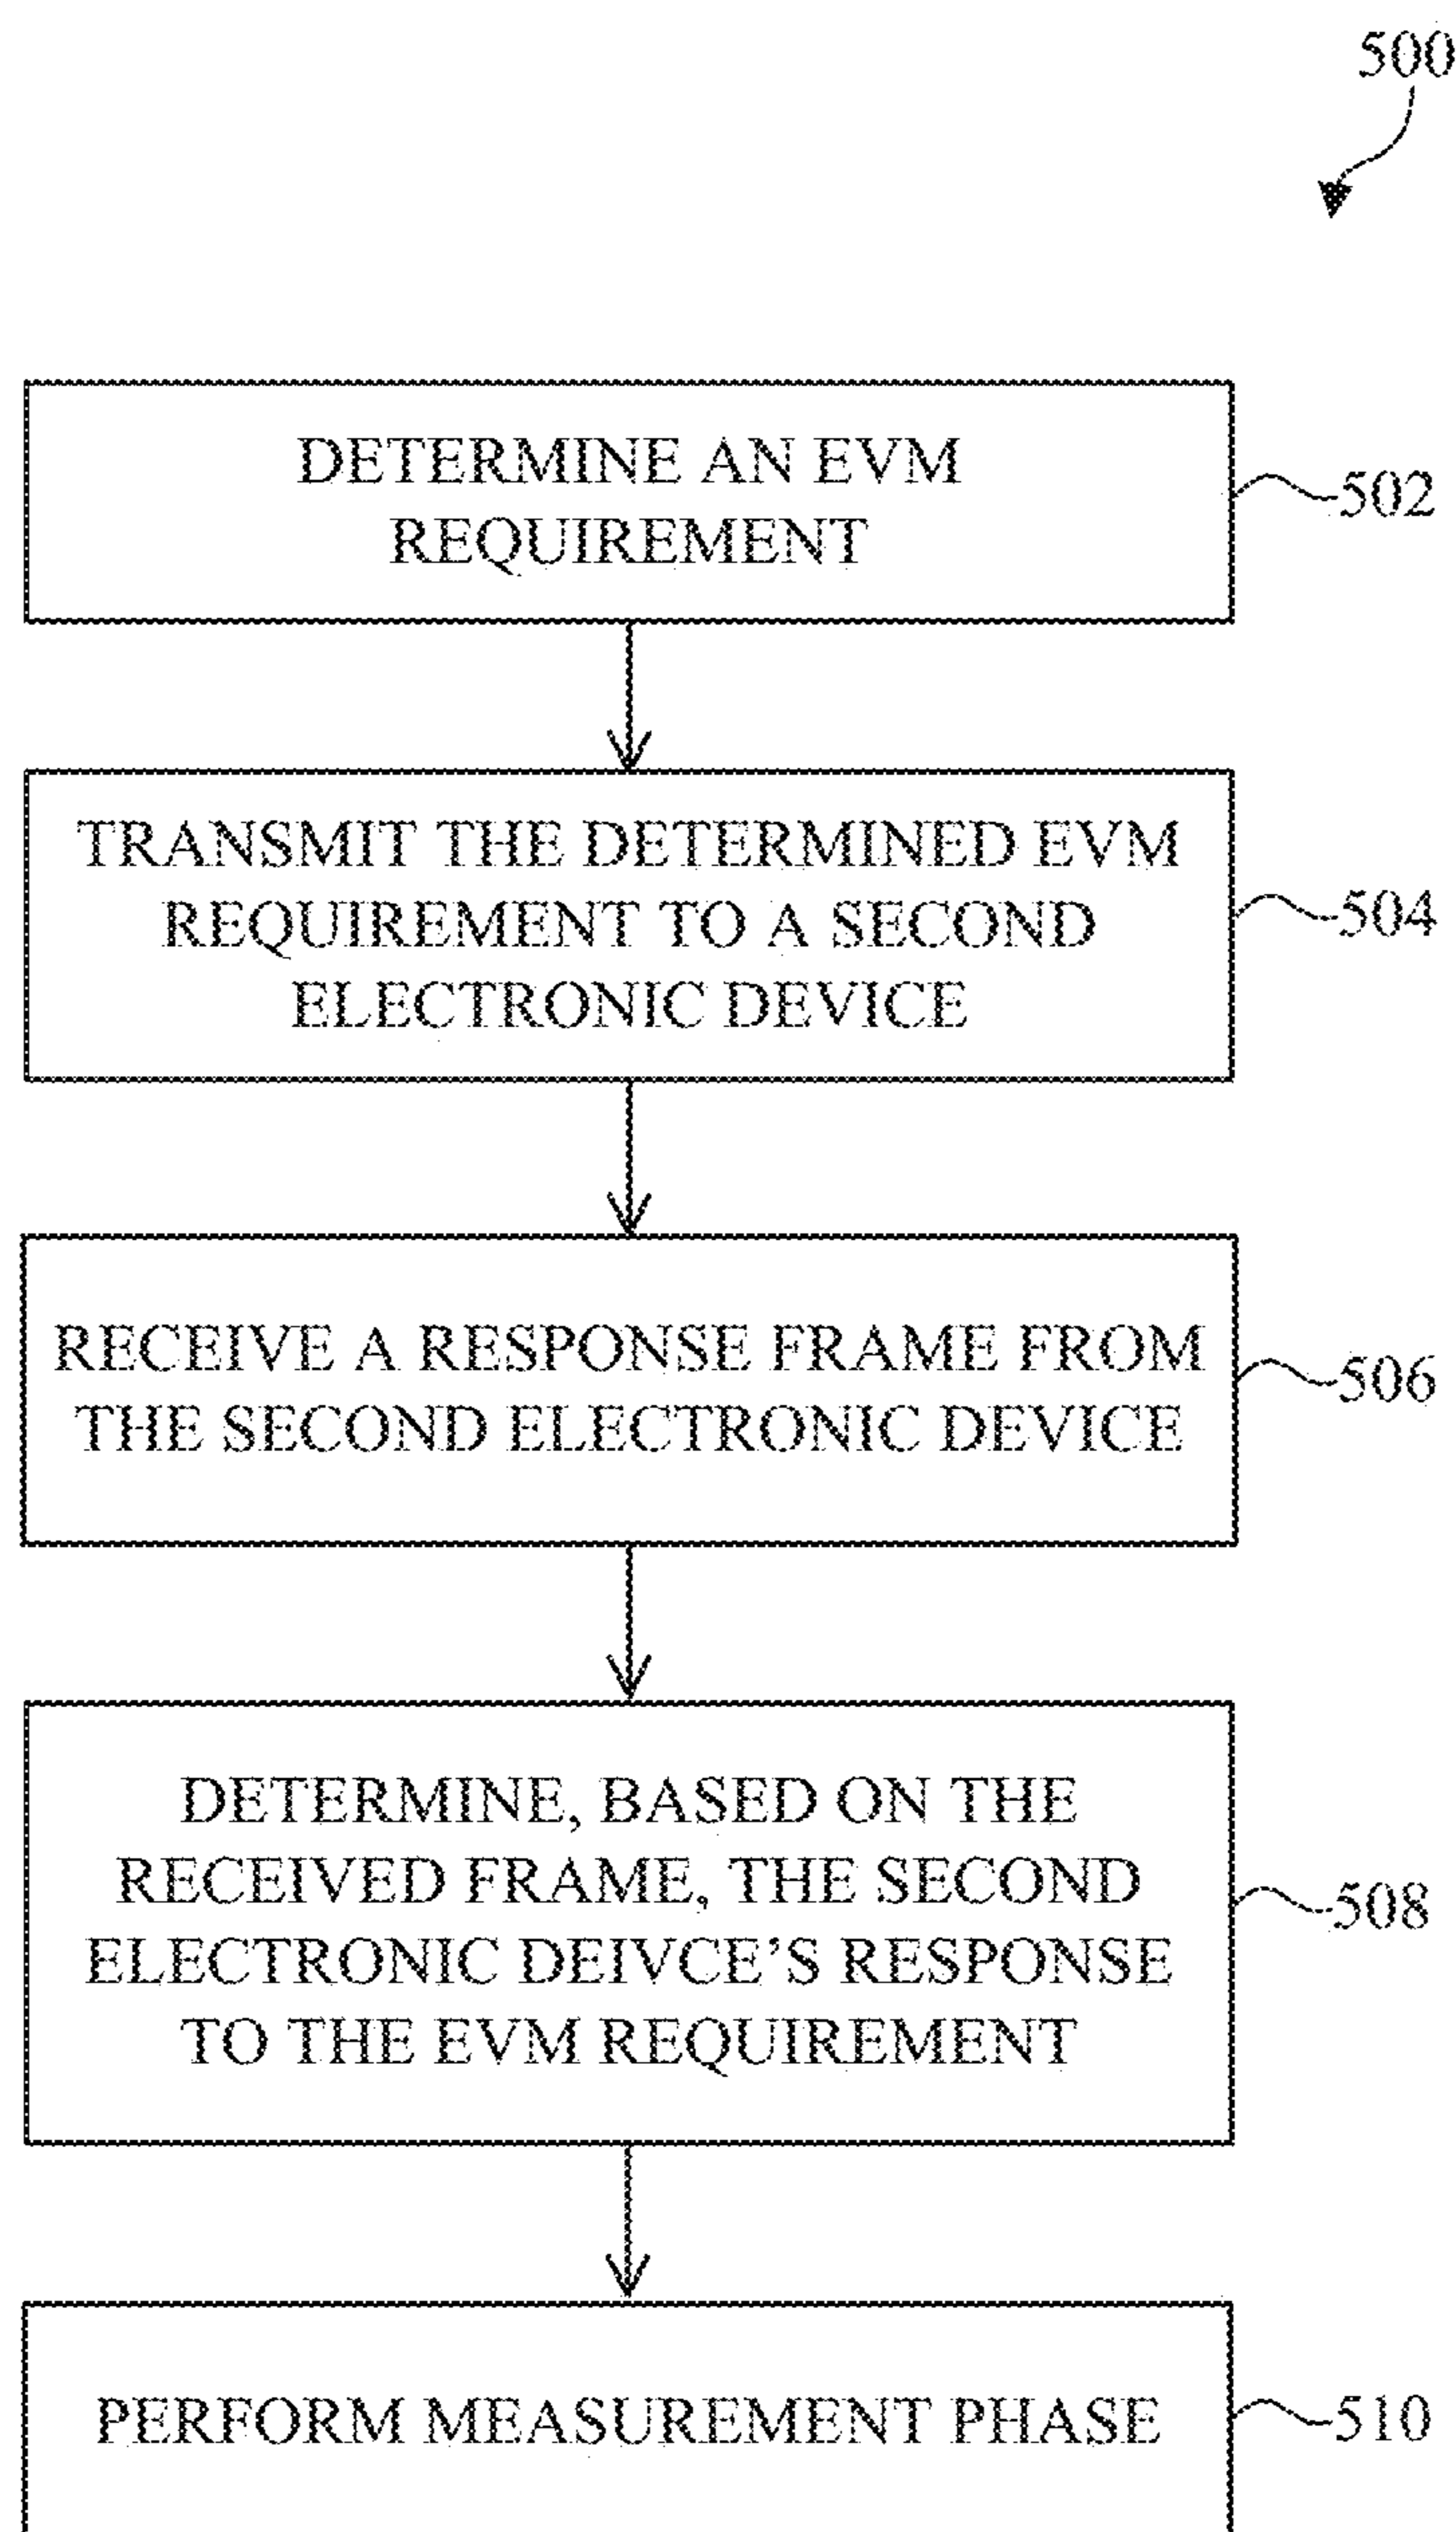 500
DETERMINE AN EVM
REQUIREMENT
502
TRANSMIT THE DETERMINED EVM
REQUIREMENT TO A SECOND
ELECTRONIC DEVICE
504
RECEIVE A RESPONSE FRAME FROM
THE SECOND ELECTRONIC DEVICE
506
DETERMINE, BASED ON THE
RECEIVED FRAME, THE SECOND
ELECTRONIC DEIVCE’S RESPONSE
TO THE EVM REQUIREMENT
508
PERFORM MEASUREMENT PHASE
510